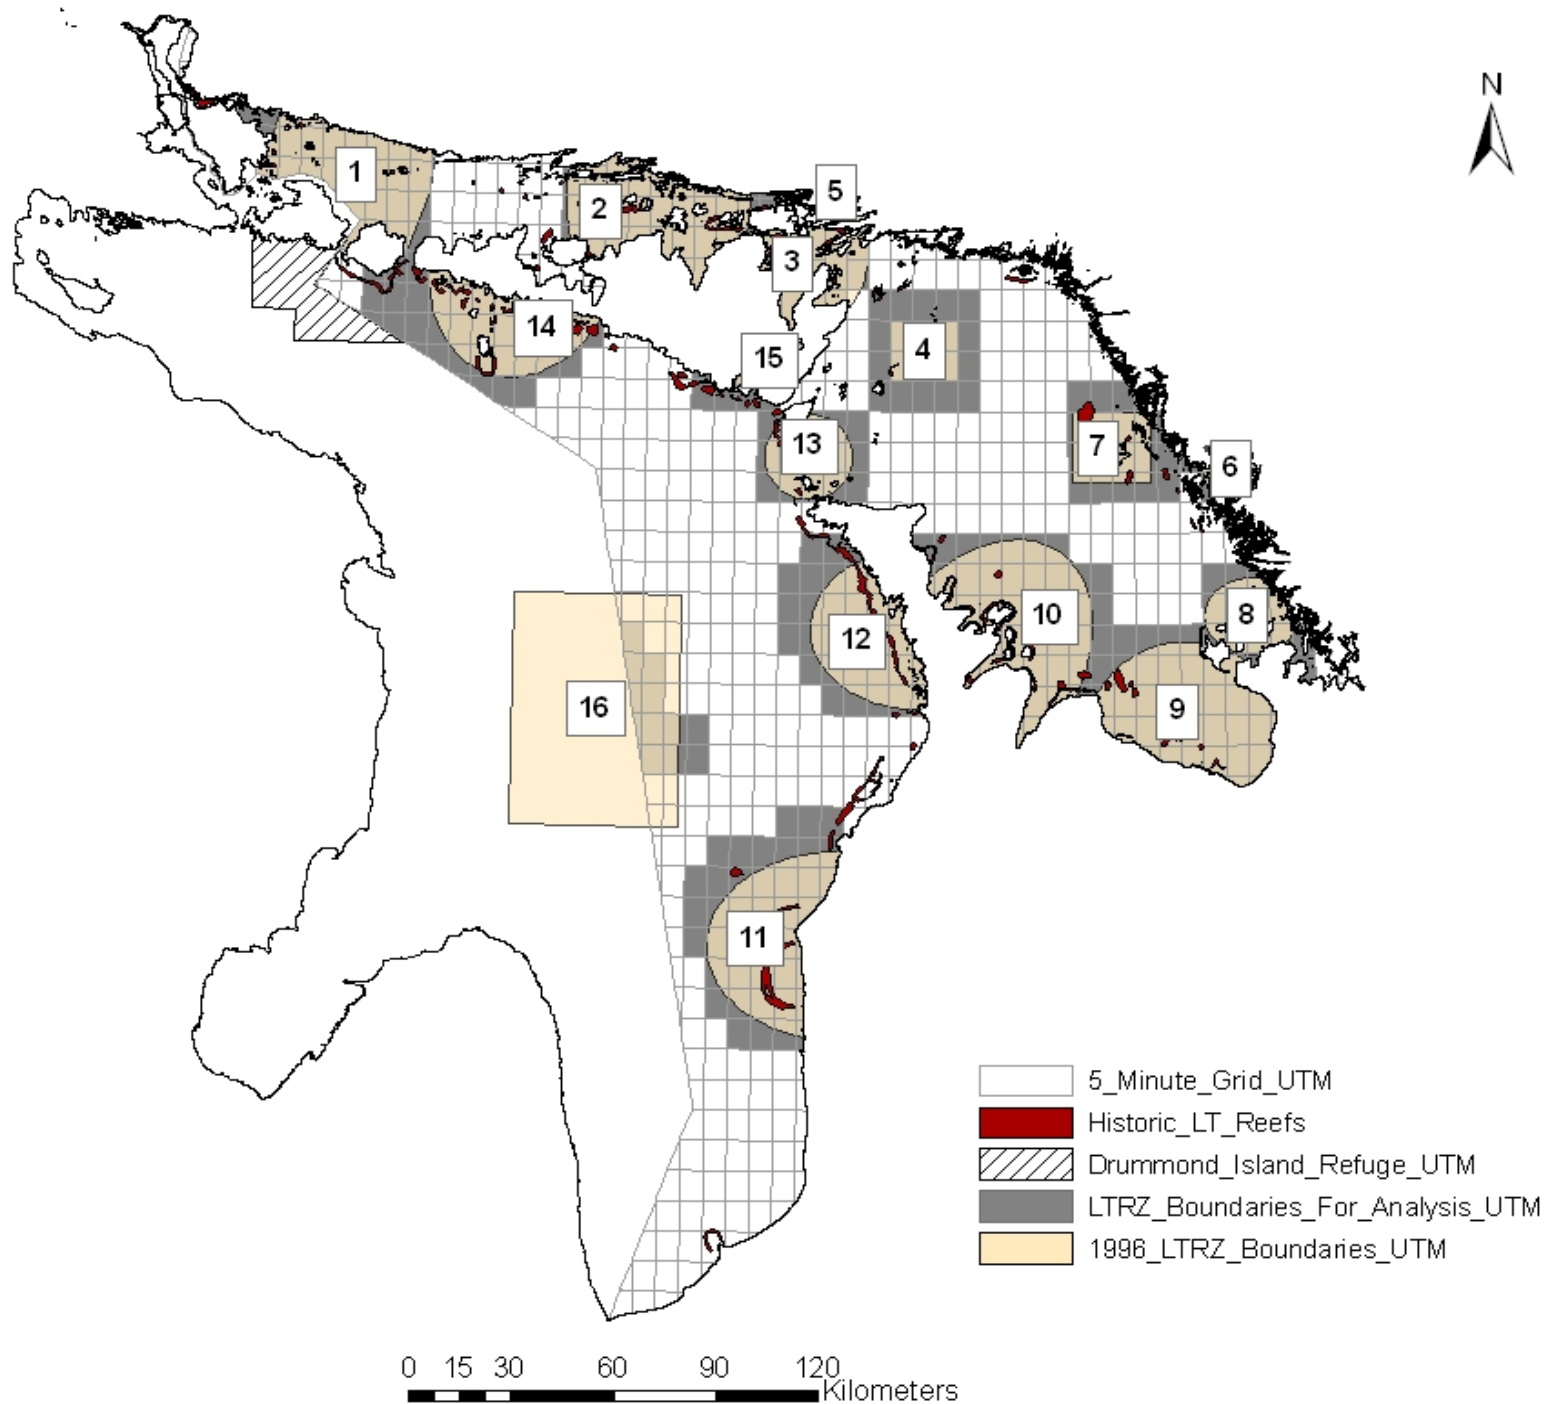 N
1
2
5
3
14
15
4
13
7
6
12
10
8
16
9
11
5_Minute_Grid_UTM
Historic_LT_Reefs
Drummond_Island_Refuge_UTM
LTRZ_Boundaries_For_Analysis_UTM
1996_LTRZ_Boundaries_UTM
0 15 30 60 90 120
Kilometers